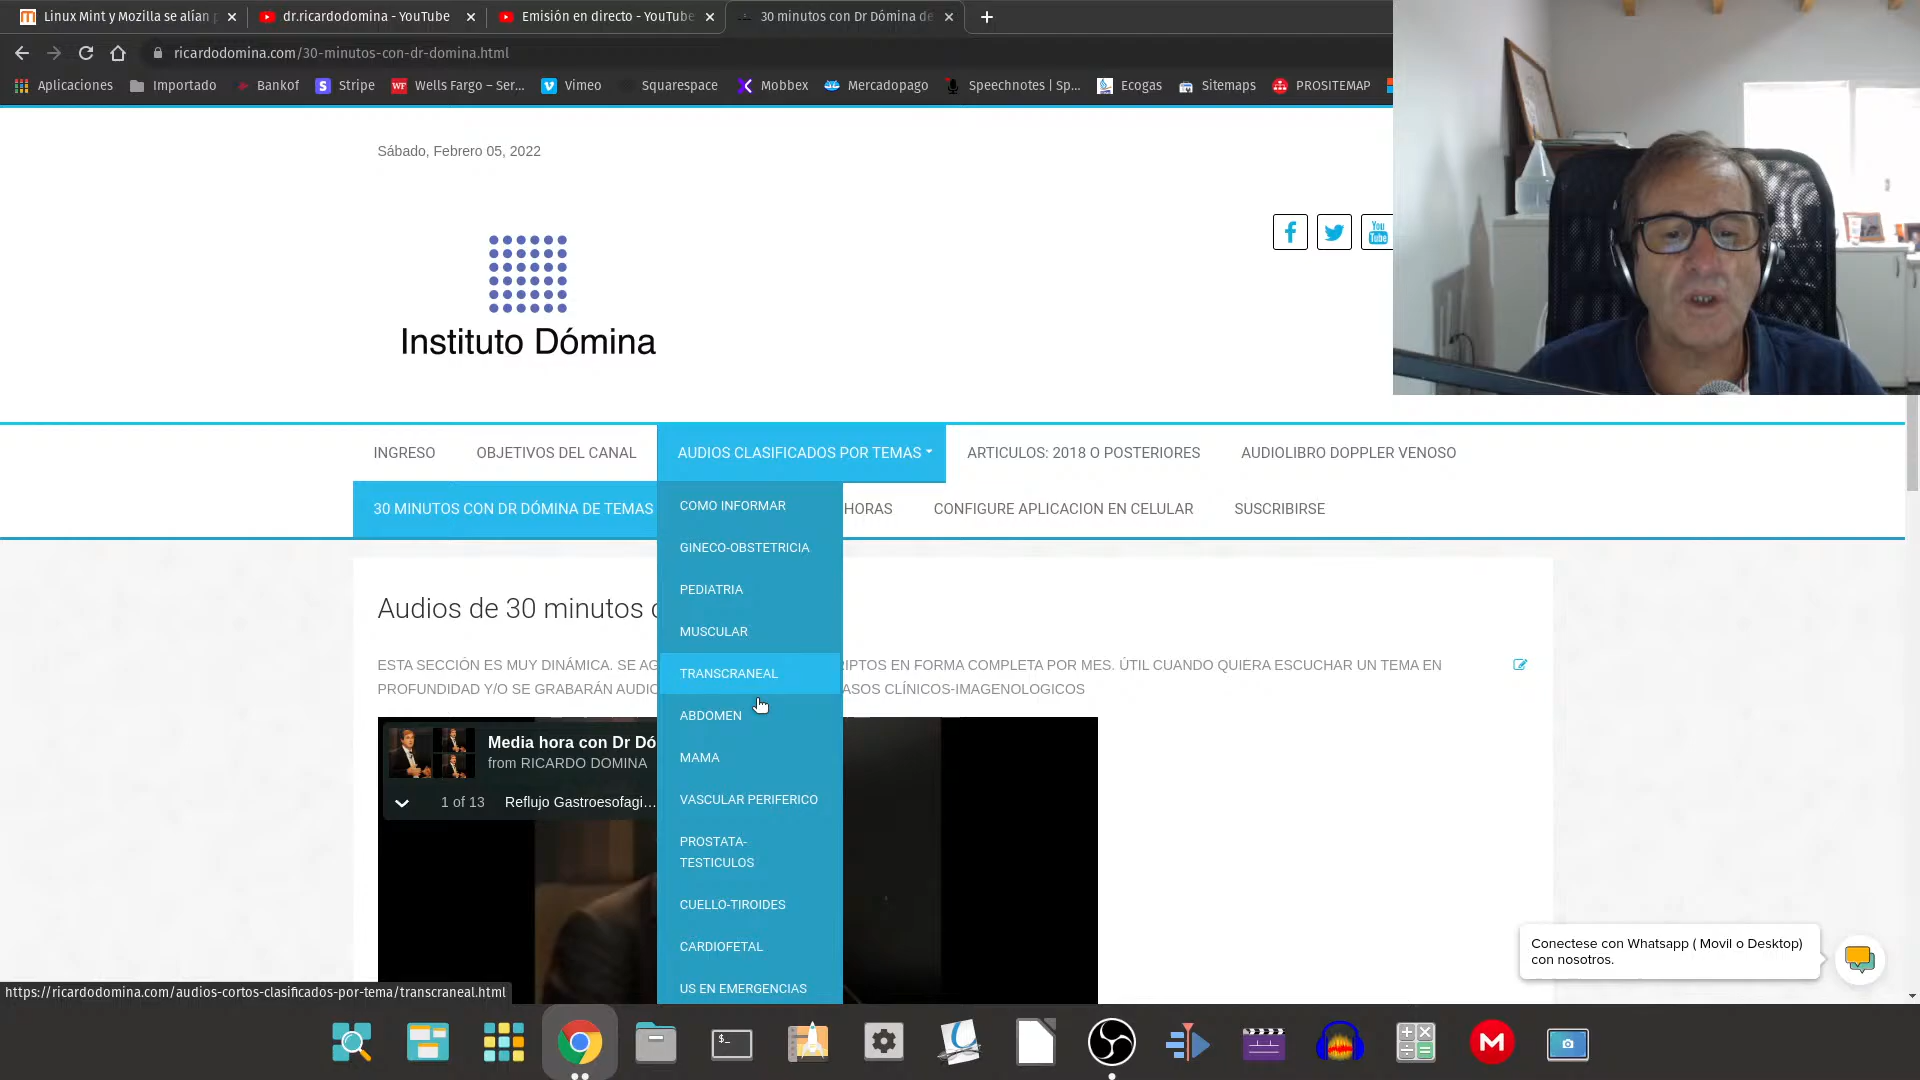 Linux Mint y Mozilla se alían
dr.ricardodomina - YouTube
Emisión en directo - YouTube
30 minutos con Dr Dómina de
ricardodomina.com/30-minutos-con-dr-domina.html
Aplicaciones
Importado
Bankof
Stripe
Wells Fargo – Ser...
Vimeo
Squarespace
Mobbex
Mercadopago
Speechnotes | Sp...
Ecogas
Sitemaps
PROSITEMAP
Sábado, Febrero 05, 2022
You
Tube
Instituto Dómina
INGRESO
OBJETIVOS DEL CANAL
AUDIOS CLASIFICADOS POR TEMAS
ARTICULOS: 2018 O POSTERIORES
AUDIOLIBRO DOPPLER VENOSO
30 MINUTOS CON DR DÓMINA DE TEMAS
HORAS
CONFIGURE APLICACION EN CELULAR
SUSCRIBIRSE
COMO INFORMAR
GINECO-OBSTETRICIA
PEDIATRIA
MUSCULAR
TRANSCRANEAL
ABDOMEN
MAMA
VASCULAR PERIFERICO
PROSTATA-
TESTICULOS
CUELLO-TIROIDES
CARDIOFETAL
US EN EMERGENCIAS
Audios de 30 minutos
ESTA SECCIÓN ES MUY DINÁMICA. SE AG RIPTOS EN FORMA COMPLETA POR MES. ÚTIL CUANDO QUIERA ESCUCHAR UN TEMA EN
PROFUNDIDAD Y/O SE GRABARÁN AUDIO ASOS CLÍNICOS-IMAGENOLOGICOS
Media hora con Dr Dó
from RICARDO DOMINA
1 of 13
Reflujo Gastroesofagi...
Conectese con Whatsapp ( Movil o Desktop)
con nosotros.
https://ricardodomina.com/audios-cortos-clasificados-por-tema/transcraneal.html